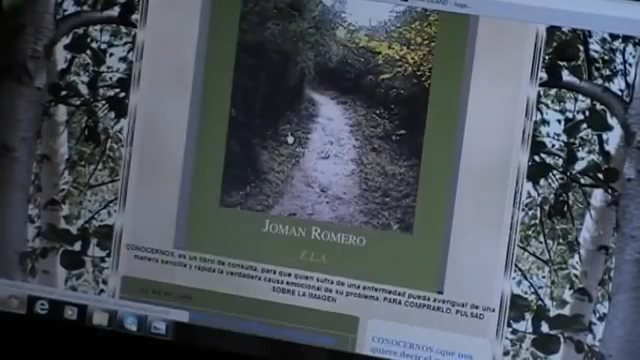 JOMAN ROMERO
E.L.A.
CONOCERNOS, es un libro de consulta, para que quien sufra de una enfermedad pueda averiguar de una
manera sencilla y rápida la verdadera causa emocional de su problema. PARA COMPRARLO, PULSAD
SOBRE LA IMAGEN
CONOCERNOS (que nos
quiere decir el